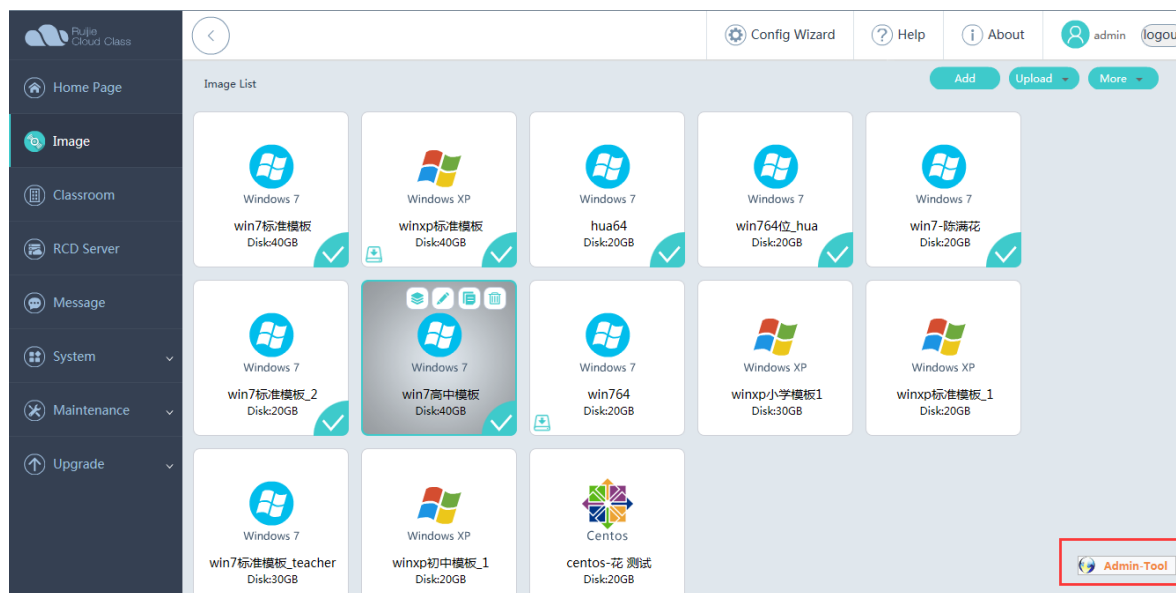 Ruijie
Cloud Class
Config Wizard
Help
About
admin
logou
Home Page
Image
Classroom
RCD Server
Message
System
Maintenance
Upgrade
Image List
Add
Upload
More
Windows 7
win7标准模板
Disk:40GB
Windows XP
winxp标准模板
Disk:40GB
Windows 7
hua64
Disk:20GB
Windows 7
win764位_hua
Disk:20GB
Windows 7
win7-陈满花
Disk:20GB
Windows 7
win7标准模板_2
Disk:20GB
Windows 7
win7高中模板
Disk:40GB
Windows 7
win764
Disk:20GB
Windows XP
winxp小学模板1
Disk:30GB
Windows XP
winxp标准模板_1
Disk:20GB
Windows 7
win7标准模板_teacher
Disk:30GB
Windows XP
winxp初中模板_1
Disk:20GB
Centos
centos-花 测试
Disk:20GB
Admin-Tool